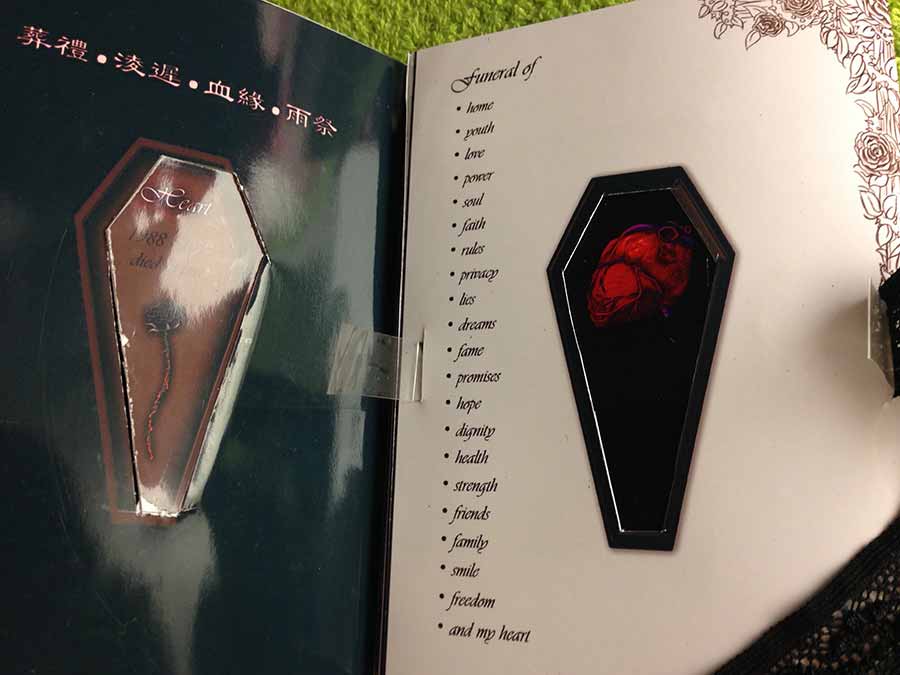 葬禮•淩遲•血緣•雨祭
Heart
1988
died
Funeral of
• home
• youth
• love
• power
• soul
• faith
• rules
• privacy
• lies
• dreams
• fame
• promises
• hope
• dignity
• health
• strength
• friends
• family
• smile
• freedom
• and my heart